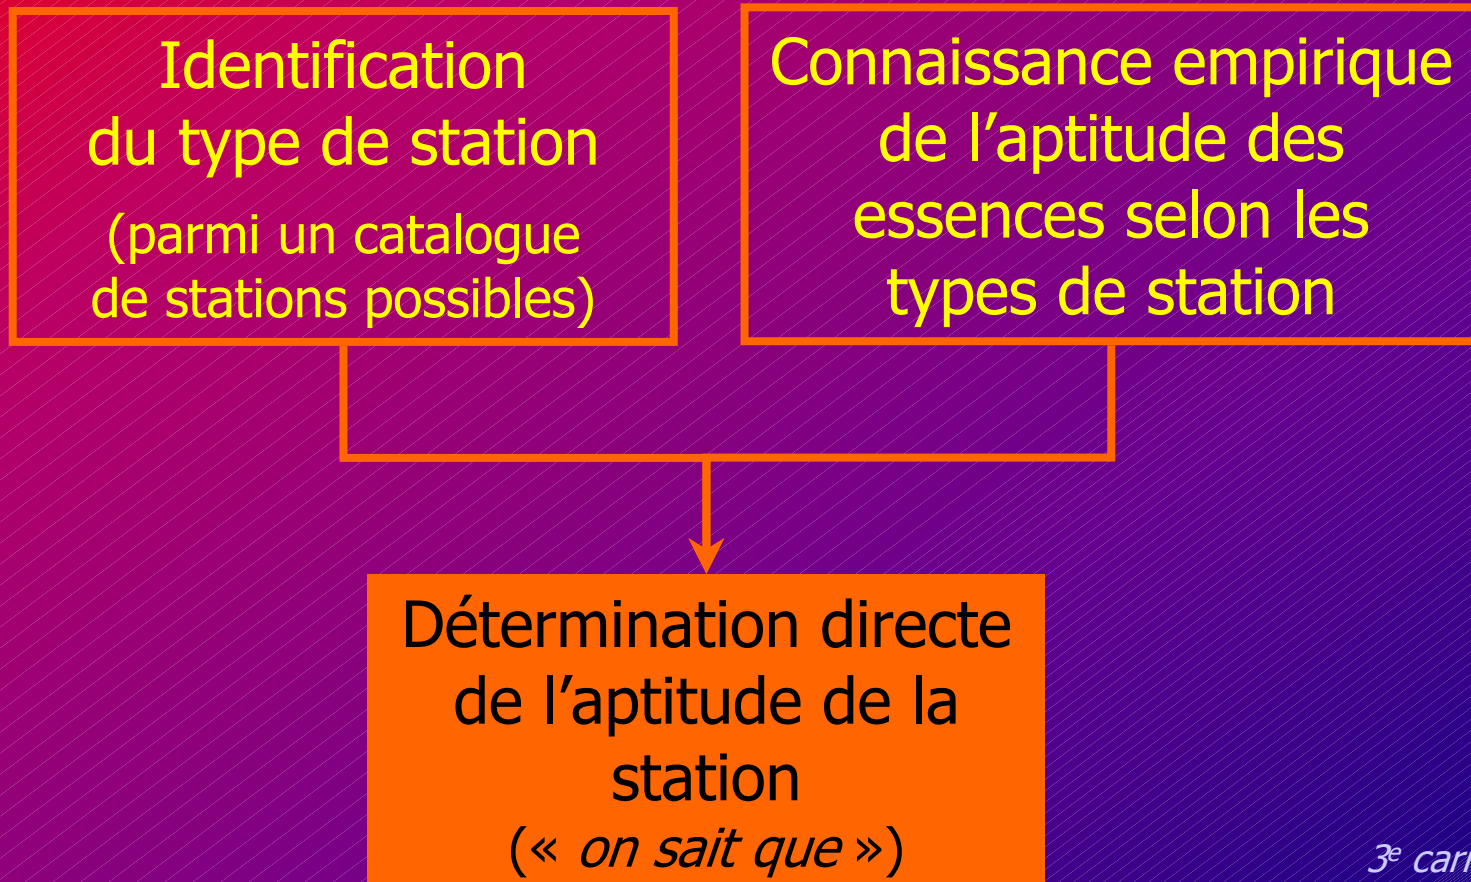 Identification
du type de station
(parmi un catalogue
de stations possibles)
Connaissance empirique
de l’aptitude des
essences selon les
types de station
Détermination directe
de l’aptitude de la
station
(« on sait que »)
3e